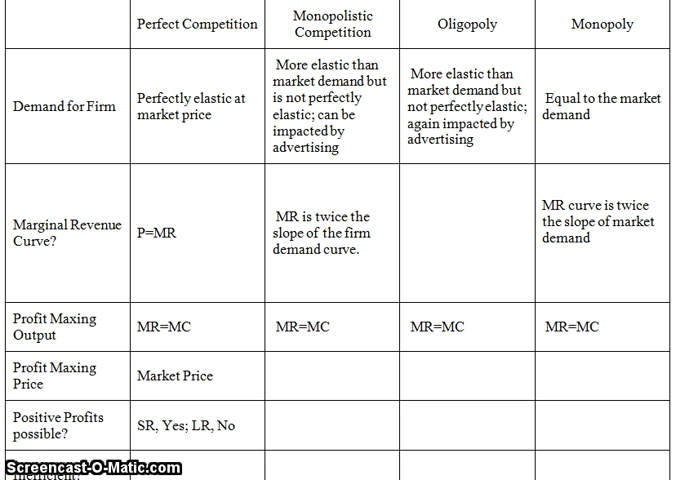 Perfect Competition
Monopolistic
Competition
Oligopoly
Monopoly
Demand for Firm
Perfectly elastic at
market price
More elastic than
market demand but
is not perfectly
elastic; can be
impacted by
advertising
More elastic than
market demand but
not perfectly elastic;
again impacted by
advertising
Equal to the market
demand
Marginal Revenue
Curve?
P=MR
MR is twice the
slope of the firm
demand curve.
MR curve is twice
the slope of market
demand
Profit Maxing
Output
MR=MC
MR=MC
MR=MC
MR=MC
Profit Maxing
Price
Market Price
Positive Profits
possible?
SR, Yes; LR, No
Screencast-O-Matic.com